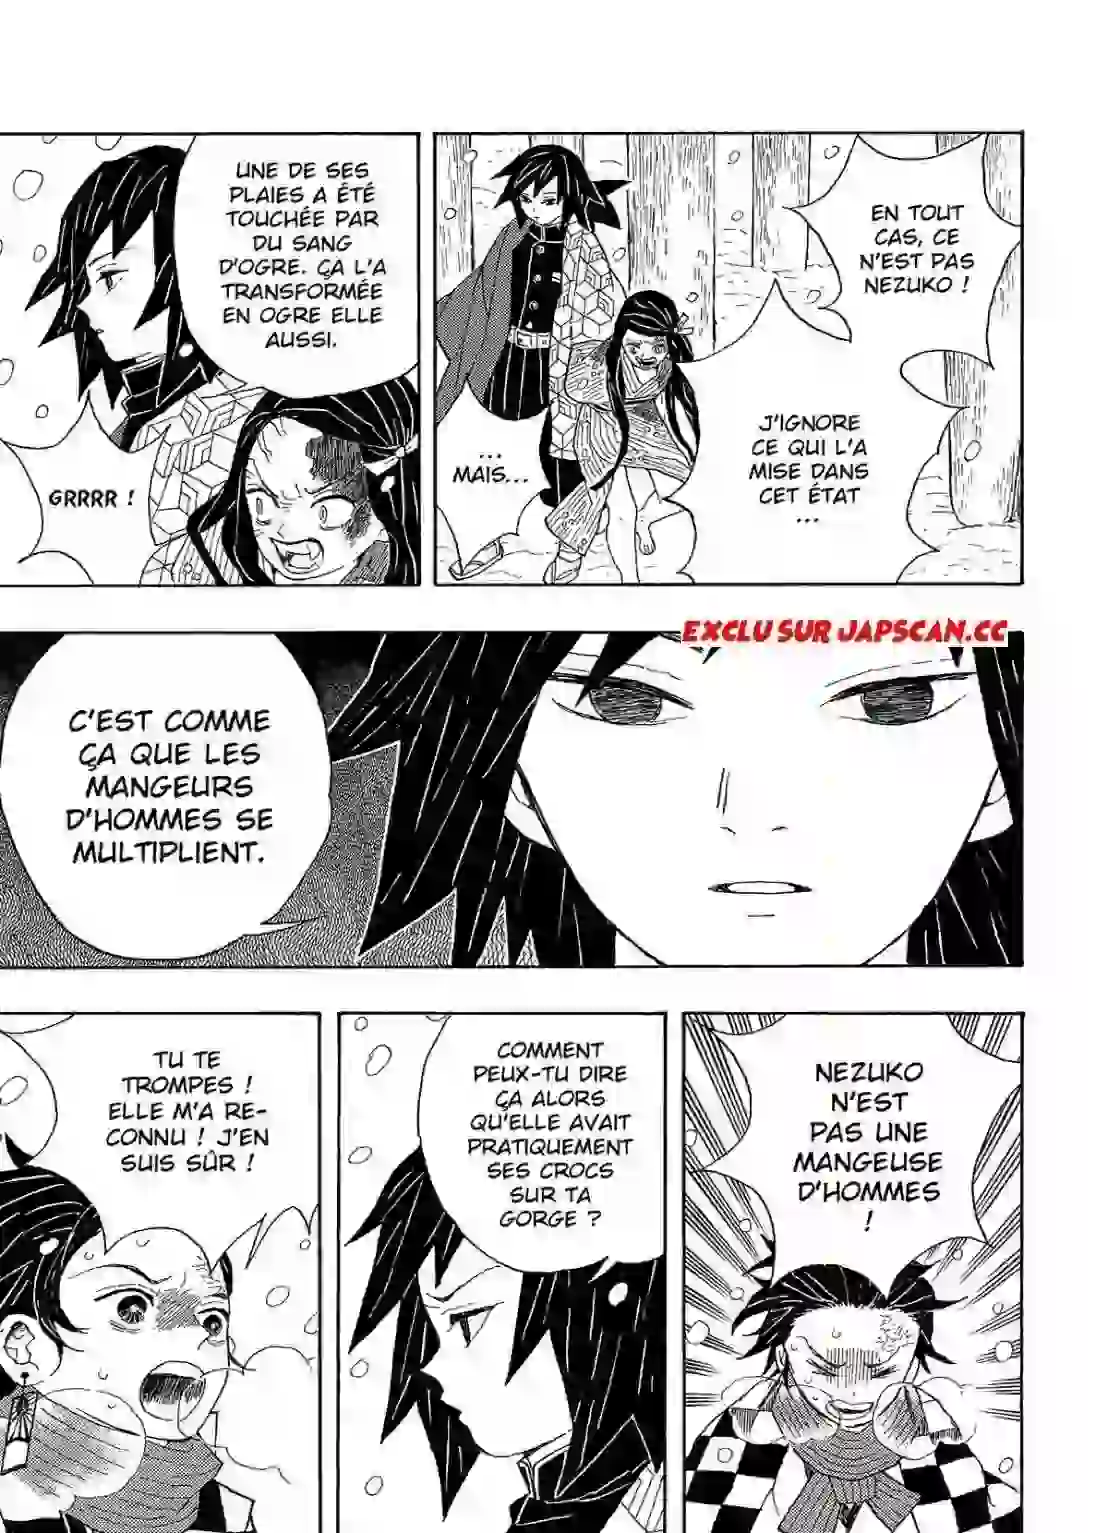 EN TOUT
CAS, CE
N'EST PAS
NEZUKO !
J'IGNORE
CE QUI L'A
MISE DANS
CET ÉTAT
...
...
MAIS...
UNE DE SES
PLAIES A ÉTÉ
TOUCHÉE PAR
DU SANG
D'OGRE. ÇA L'A
TRANSFORMÉE
EN OGRE ELLE
AUSSI.
GRRRR !
EXCLU SUR JAPSCAN.CC
C'EST COMME
ÇA QUE LES
MANGEURS
D'HOMMES SE
MULTIPLIENT.
NEZUKO
N'EST
PAS UNE
MANGEUSE
D'HOMMES
!
COMMENT
PEUX-TU DIRE
ÇA ALORS
QU'ELLE AVAIT
PRATIQUEMENT
SES CROCS
SUR TA
GORGE ?
TU TE
TROMPES !
ELLE M'A RE-
CONNU ! J'EN
SUIS SÛR !